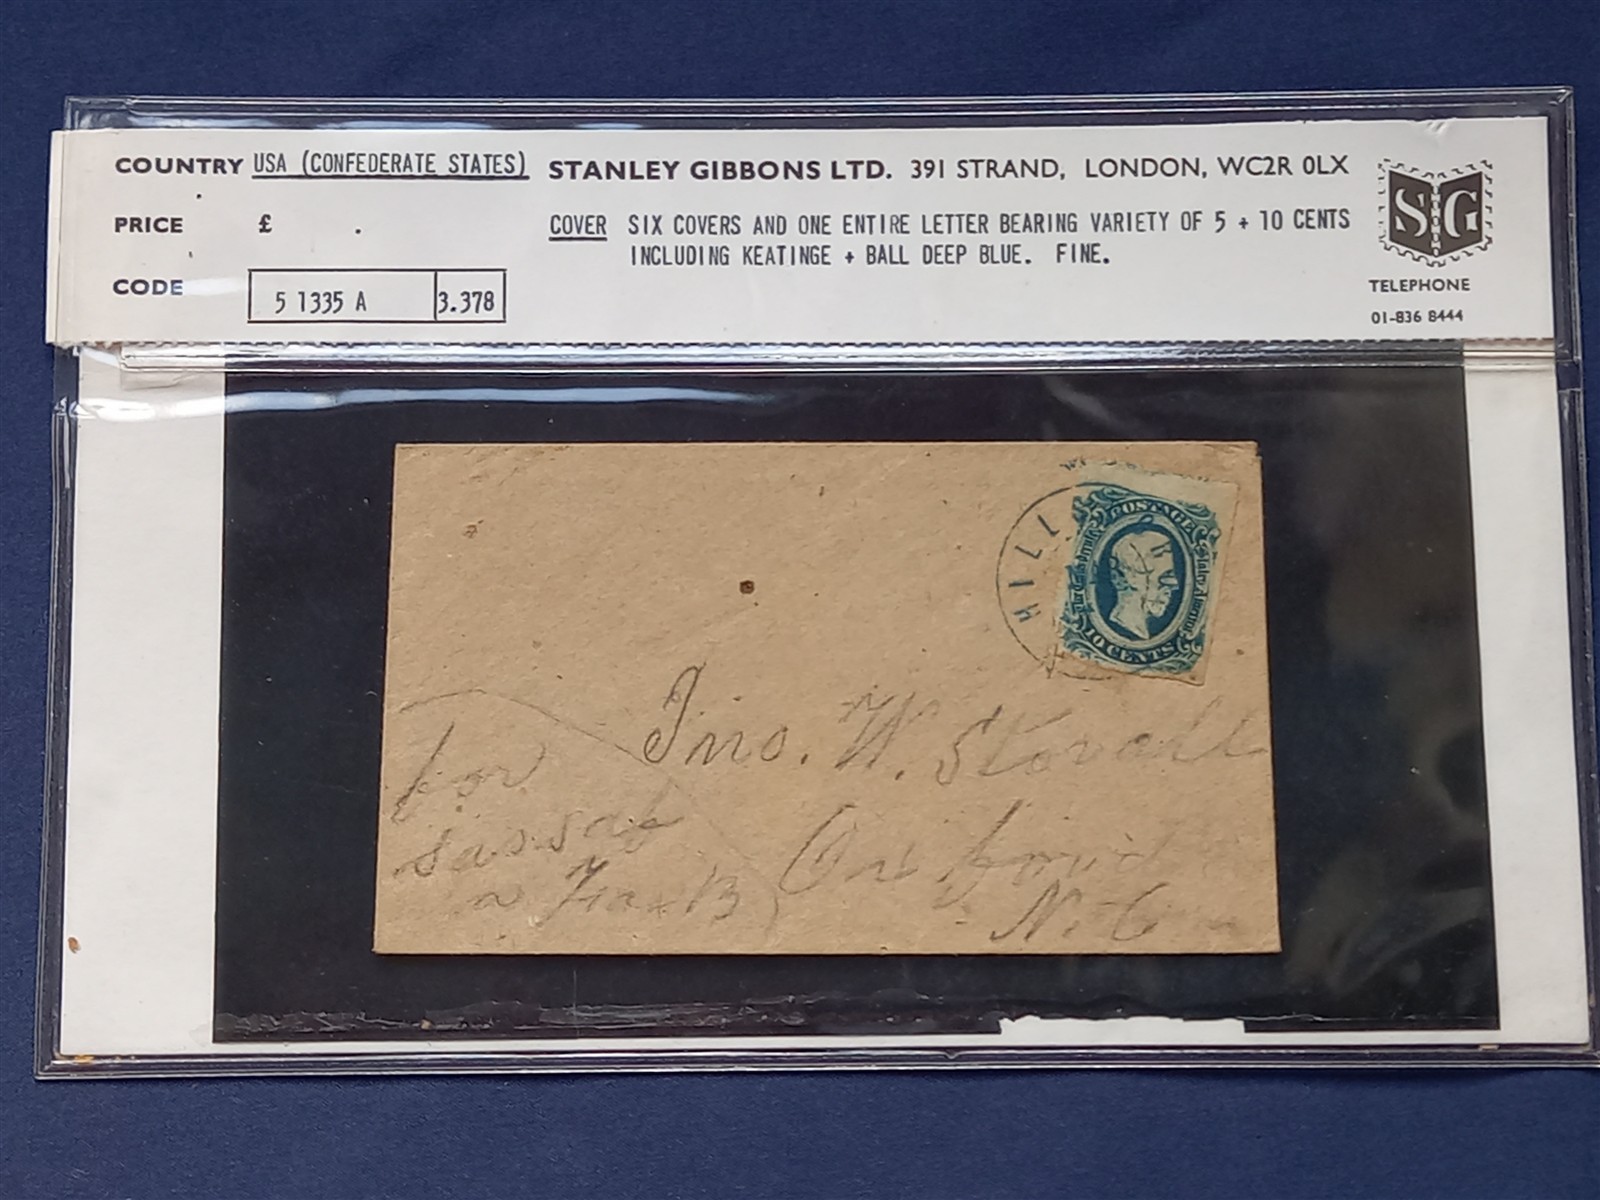 COUNTRY USA (CONFEDERATE STATES) STANLEY GIBBONS LTD. 391 STRAND, LONDON, WC2R 0LX
PRICE £ .
COVER SIX COVERS AND ONE ENTIRE LETTER BEARING VARIETY OF 5 + 10 CENTS
INCLUDING KEATINGE + BALL DEEP BLUE. FINE.
CODE 5 1335 A 3.378
SG
TELEPHONE
01-836 8444
HILL
POSTAGE
10 CENTS
Jno. W. Stovall
For
N. C